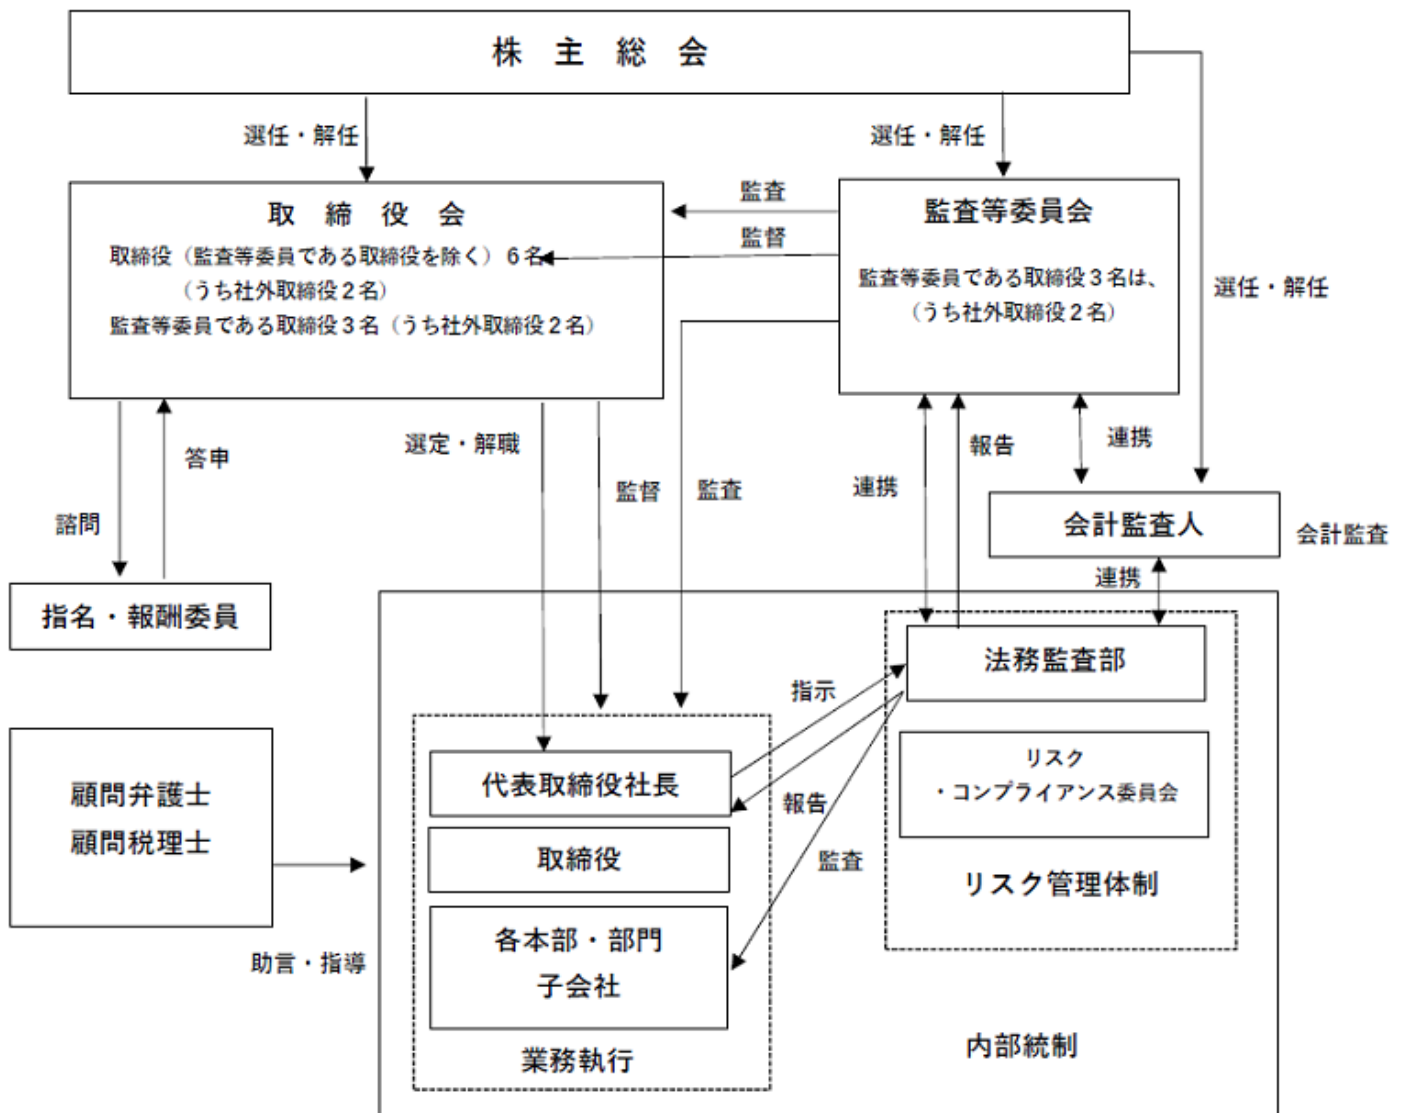 株 主 総 会
選任・解任
選任・解任
取 締 役 会
取締役（監査等委員である取締役を除く）６名
（うち社外取締役２名）
監査等委員である取締役３名（うち社外取締役２名）
監査
監督
監査等委員会
監査等委員である取締役３名は、
（うち社外取締役２名）
選任・解任
諮問
答申
選定・解職
監督
監査
連携
報告
連携
会計監査人
会計監査
連携
指名・報酬委員
法務監査部
指示
リスク
・コンプライアンス委員会
リスク管理体制
顧問弁護士
顧問税理士
代表取締役社長
報告
取締役
監査
各本部・部門
子会社
助言・指導
業務執行
内部統制